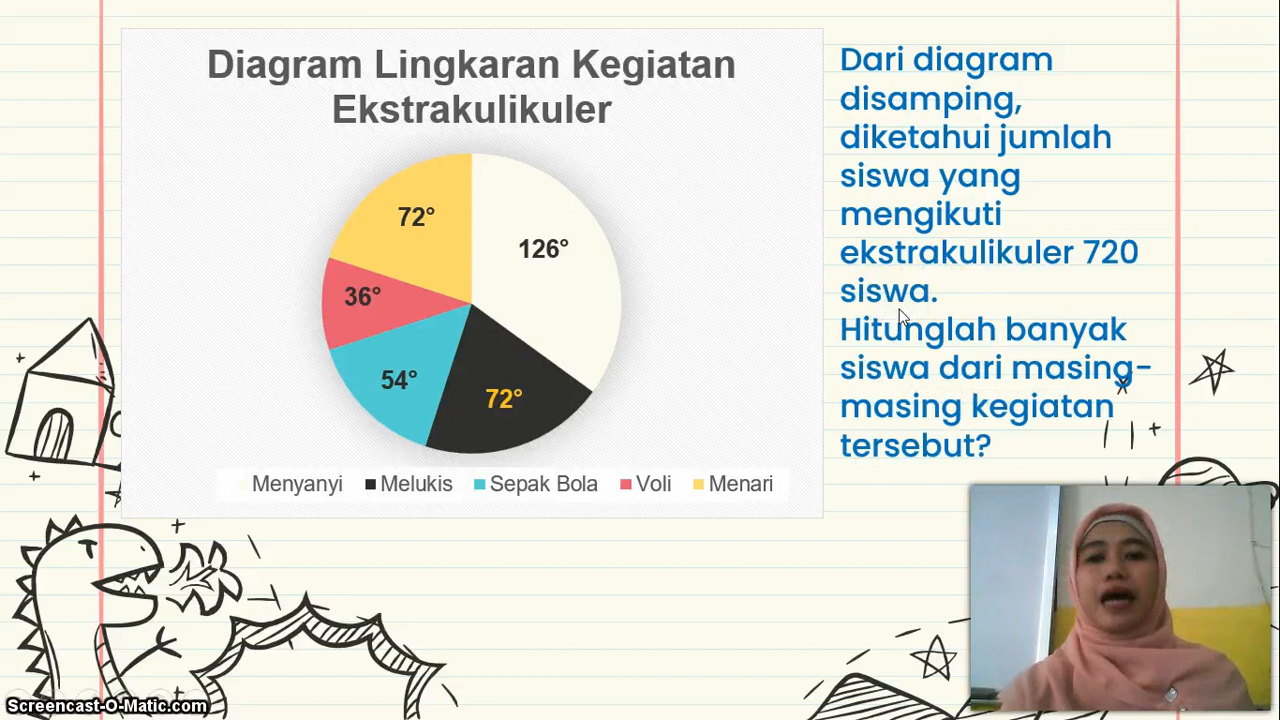 Diagram Lingkaran Kegiatan
Ekstrakulikuler
72°
126°
36°
54°
72°
Menyanyi Melukis Sepak Bola Voli Menari
Dari diagram
disamping,
diketahui jumlah
siswa yang
mengikuti
ekstrakulikuler 720
siswa.
Hitunglah banyak
siswa dari masing-
masing kegiatan
tersebut?
Screencast-O-Matic.com